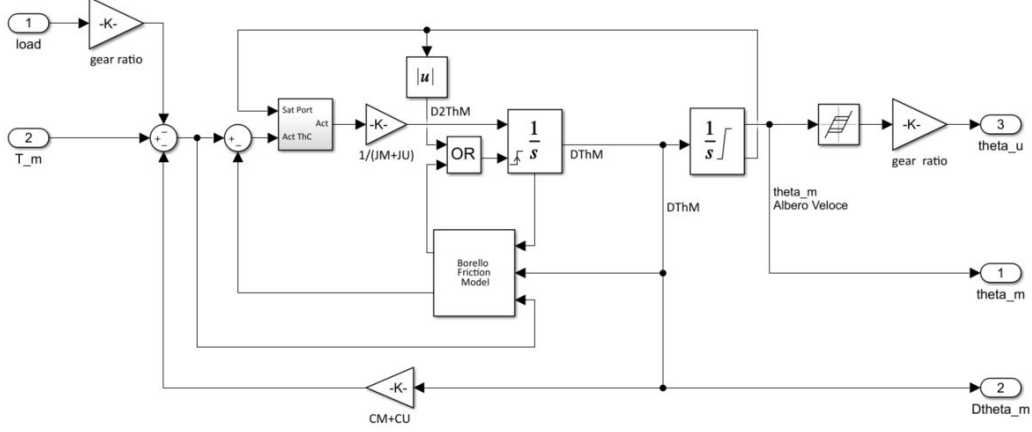 1
load
-K-
gear ratio
2
T_m
Sat Port
Act
Act ThC
-K-
1/(JM+JU)
|u|
D2ThM
OR
1
s
DThM
1
s
DThM
theta_m
Albero Veloce
-K-
gear ratio
3
theta_u
Borello
Friction
Model
1
theta_m
-K-
CM+CU
2
Dtheta_m